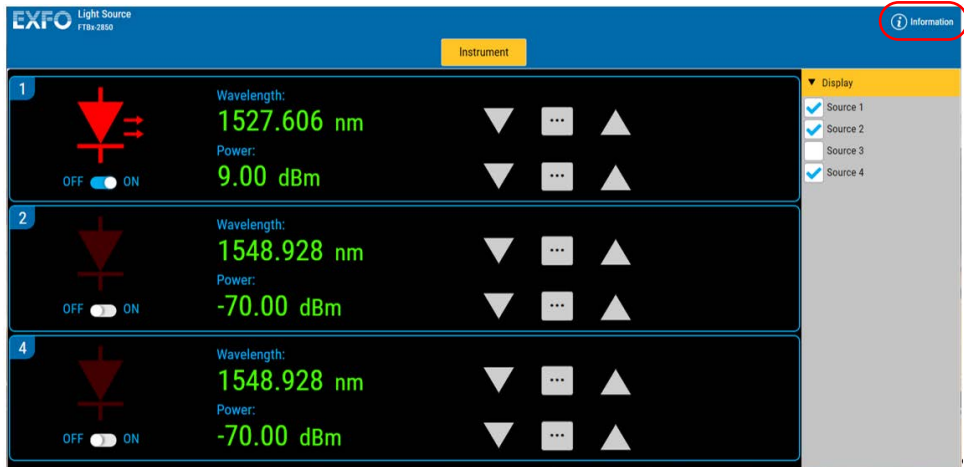 EXFO Light Source
FTBx-2850
Information
Instrument
1
Wavelength:
1527.606 nm
Power:
9.00 dBm
OFF ON
2
Wavelength:
1548.928 nm
Power:
-70.00 dBm
OFF ON
4
Wavelength:
1548.928 nm
Power:
-70.00 dBm
OFF ON
Display
Source 1
Source 2
Source 3
Source 4